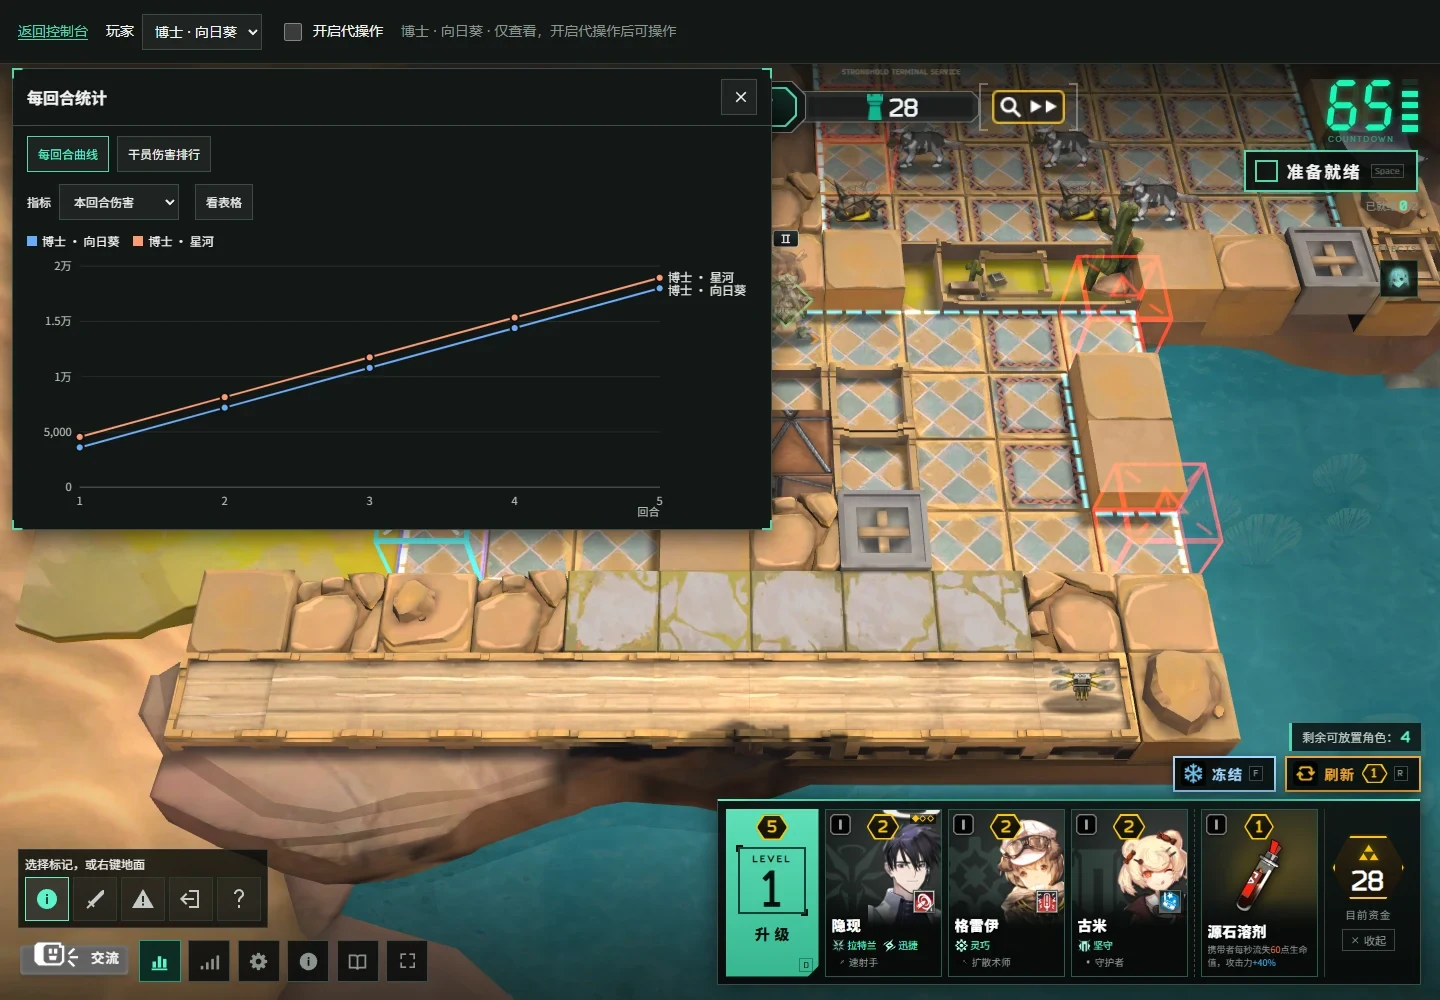 返回控制台 玩家 博士 · 向日葵 开启代操作 博士 · 向日葵 · 仅查看，开启代操作后可操作
STRONGHOLD TERMINAL SERVICE
每回合统计
28
65
COUNTDOWN
准备就绪 Space
每回合曲线 干员伤害排行
指标 本回合伤害 看表格
博士 · 向日葵 博士 · 星河
II
2万
1.5万
1万
5,000
0
博士 · 星河
博士 · 向日葵
1 2 3 4 5
回合
剩余可放置角色：4
冻结 F 刷新 1 R
5
LEVEL
1
升级
D
I 2
隐现
拉特兰 迅捷
速射手
I 2
格雷伊
灵巧
扩散术师
I 2
古米
坚守
守护者
I 1
源石溶剂
携带者每秒流失60点生命
值，攻击力+40%
28
目前资金
× 收起
选择标记，或右键地面
交流